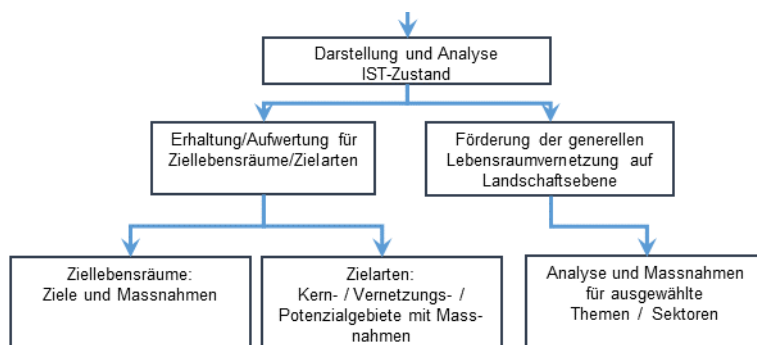 Darstellung und Analyse
IST-Zustand
Erhaltung/Aufwertung für
Ziellebensräume/Zielarten
Förderung der generellen
Lebensraumvernetzung auf
Landschaftsebene
Ziellebensräume:
Ziele und Massnahmen
Zielarten:
Kern- / Vernetzungs- /
Potenzialgebiete mit Mass-
nahmen
Analyse und Massnahmen
für ausgewählte
Themen / Sektoren